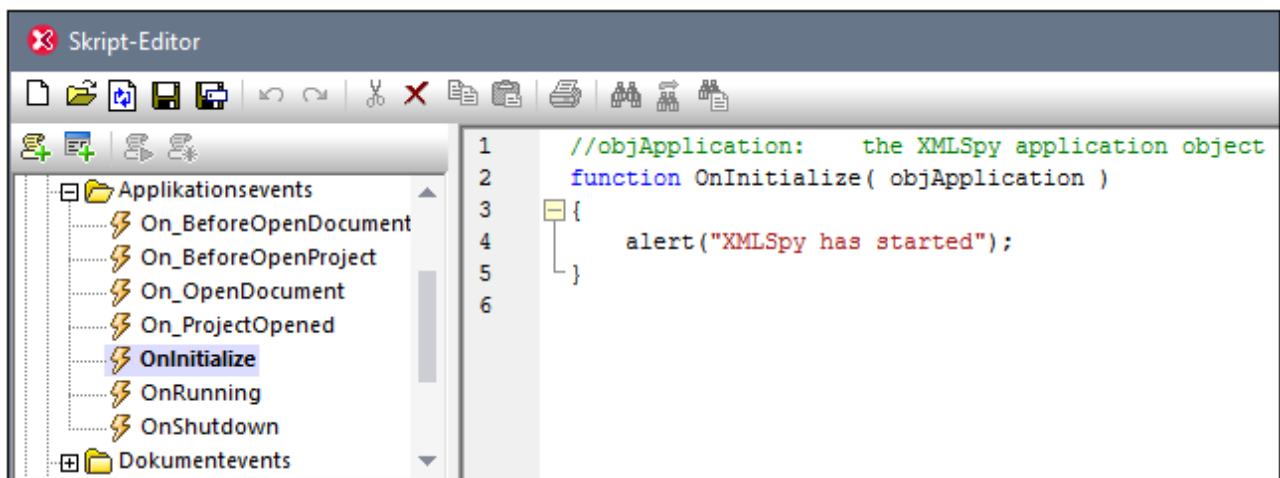 Skript-Editor
Applikationsevents
On_BeforeOpenDocument
On_BeforeOpenProject
On_OpenDocument
On_ProjectOpened
OnInitialize
OnRunning
OnShutdown
Dokumentevents
1 //objApplication: the XMLSpy application object
2 function OnInitialize( objApplication )
3 {
4 alert("XMLSpy has started");
5 }
6